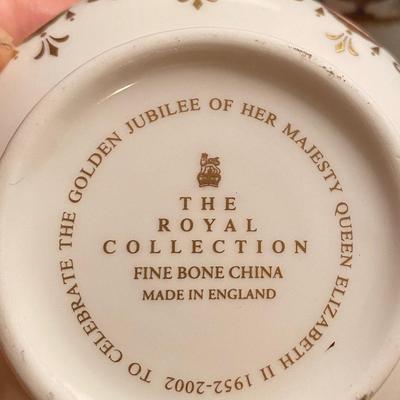 TO CELEBRATE THE GOLDEN JUBILEE OF HER MAJESTY QUEEN ELIZABETH II 1952-2002
THE
ROYAL
COLLECTION
FINE BONE CHINA
MADE IN ENGLAND